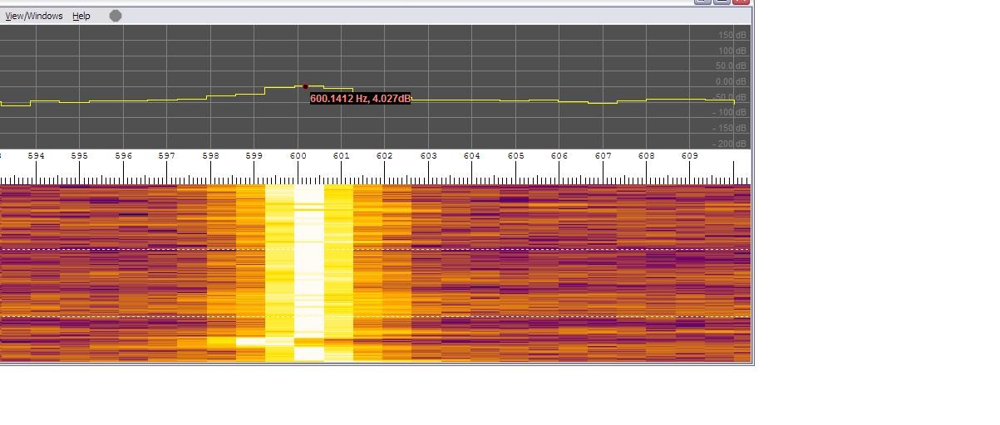 View/Windows Help
150 dB
100 dB
50.0 dB
0.00 dB
-50.0 dB
-100 dB
-150 dB
-200 dB
600.1412 Hz, 4.027dB
594 595 596 597 598 599 600 601 602 603 604 605 606 607 608 609